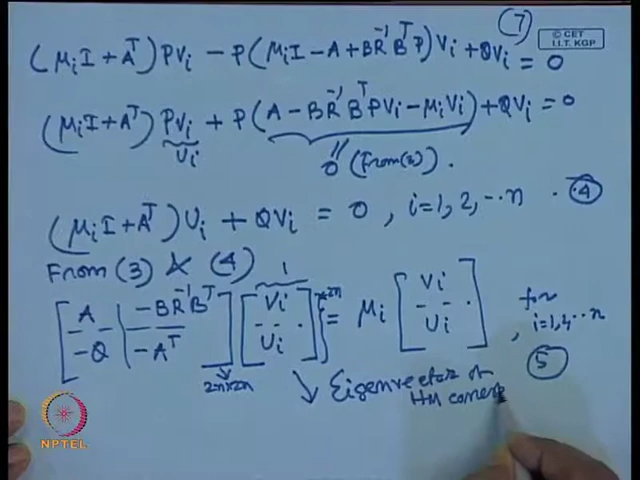 (7)
© CET
I.I.T. KGP
(μᵢI + Aᵀ) PVᵢ − P(μᵢI − A + BR⁻¹BᵀP)Vᵢ + QVᵢ = 0
(μᵢI + Aᵀ) PVᵢ + P(A − BR⁻¹BᵀPVᵢ − μᵢVᵢ) + QVᵢ = 0
Uᵢ
0 (From(3)).
(μᵢI + Aᵀ)Uᵢ + QVᵢ = 0, i=1,2,··n ·(4)
From (3) & (4)
1
[ A | −BR⁻¹Bᵀ ] [ Vᵢ ] = μᵢ [ Vᵢ ] for
[ −Q | −Aᵀ ] [ Uᵢ ] [ Uᵢ ], i=1,2,··n
2n×2n
(5)
↘ Eigenvector of
HM
NPTEL